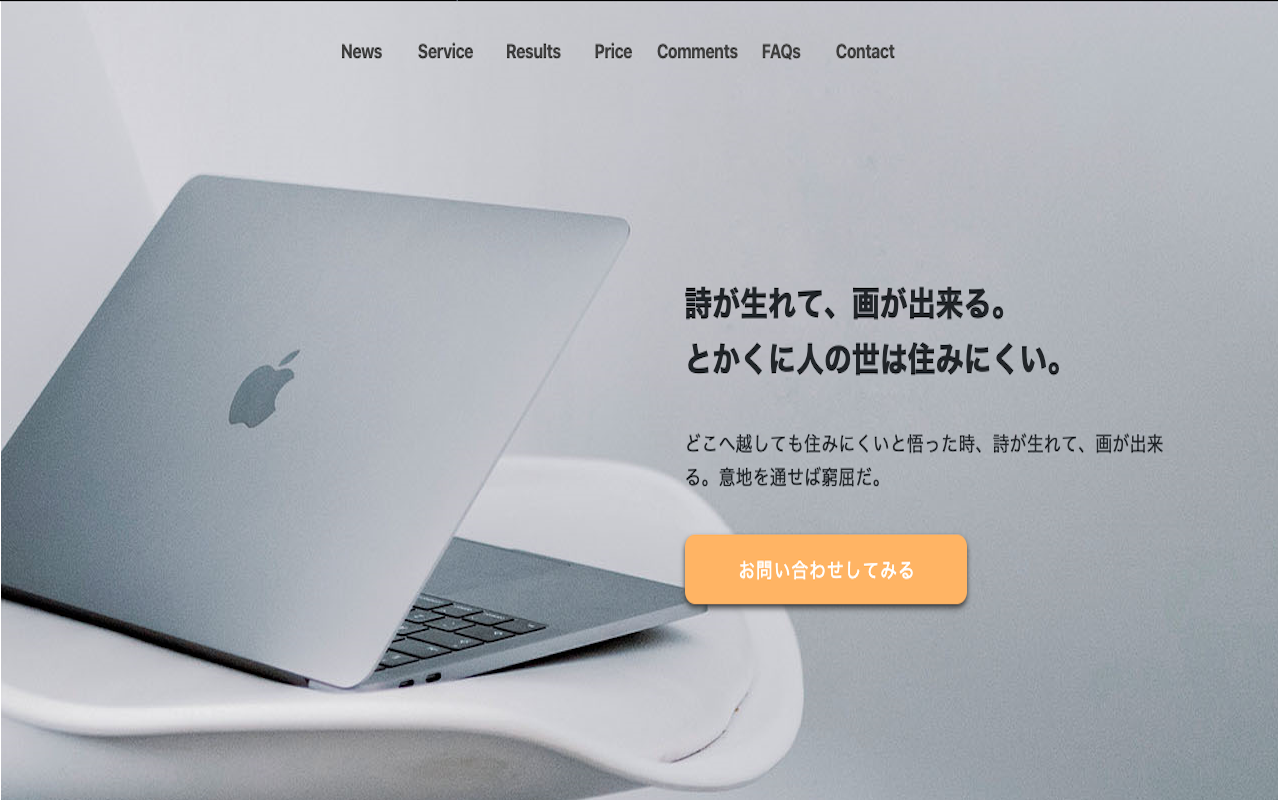 News Service Results Price Comments FAQs Contact
詩が生れて、画が出来る。
とかくに人の世は住みにくい。
どこへ越しても住みにくいと悟った時、詩が生れて、画が出来
る。意地を通せば窮屈だ。
お問い合わせしてみる